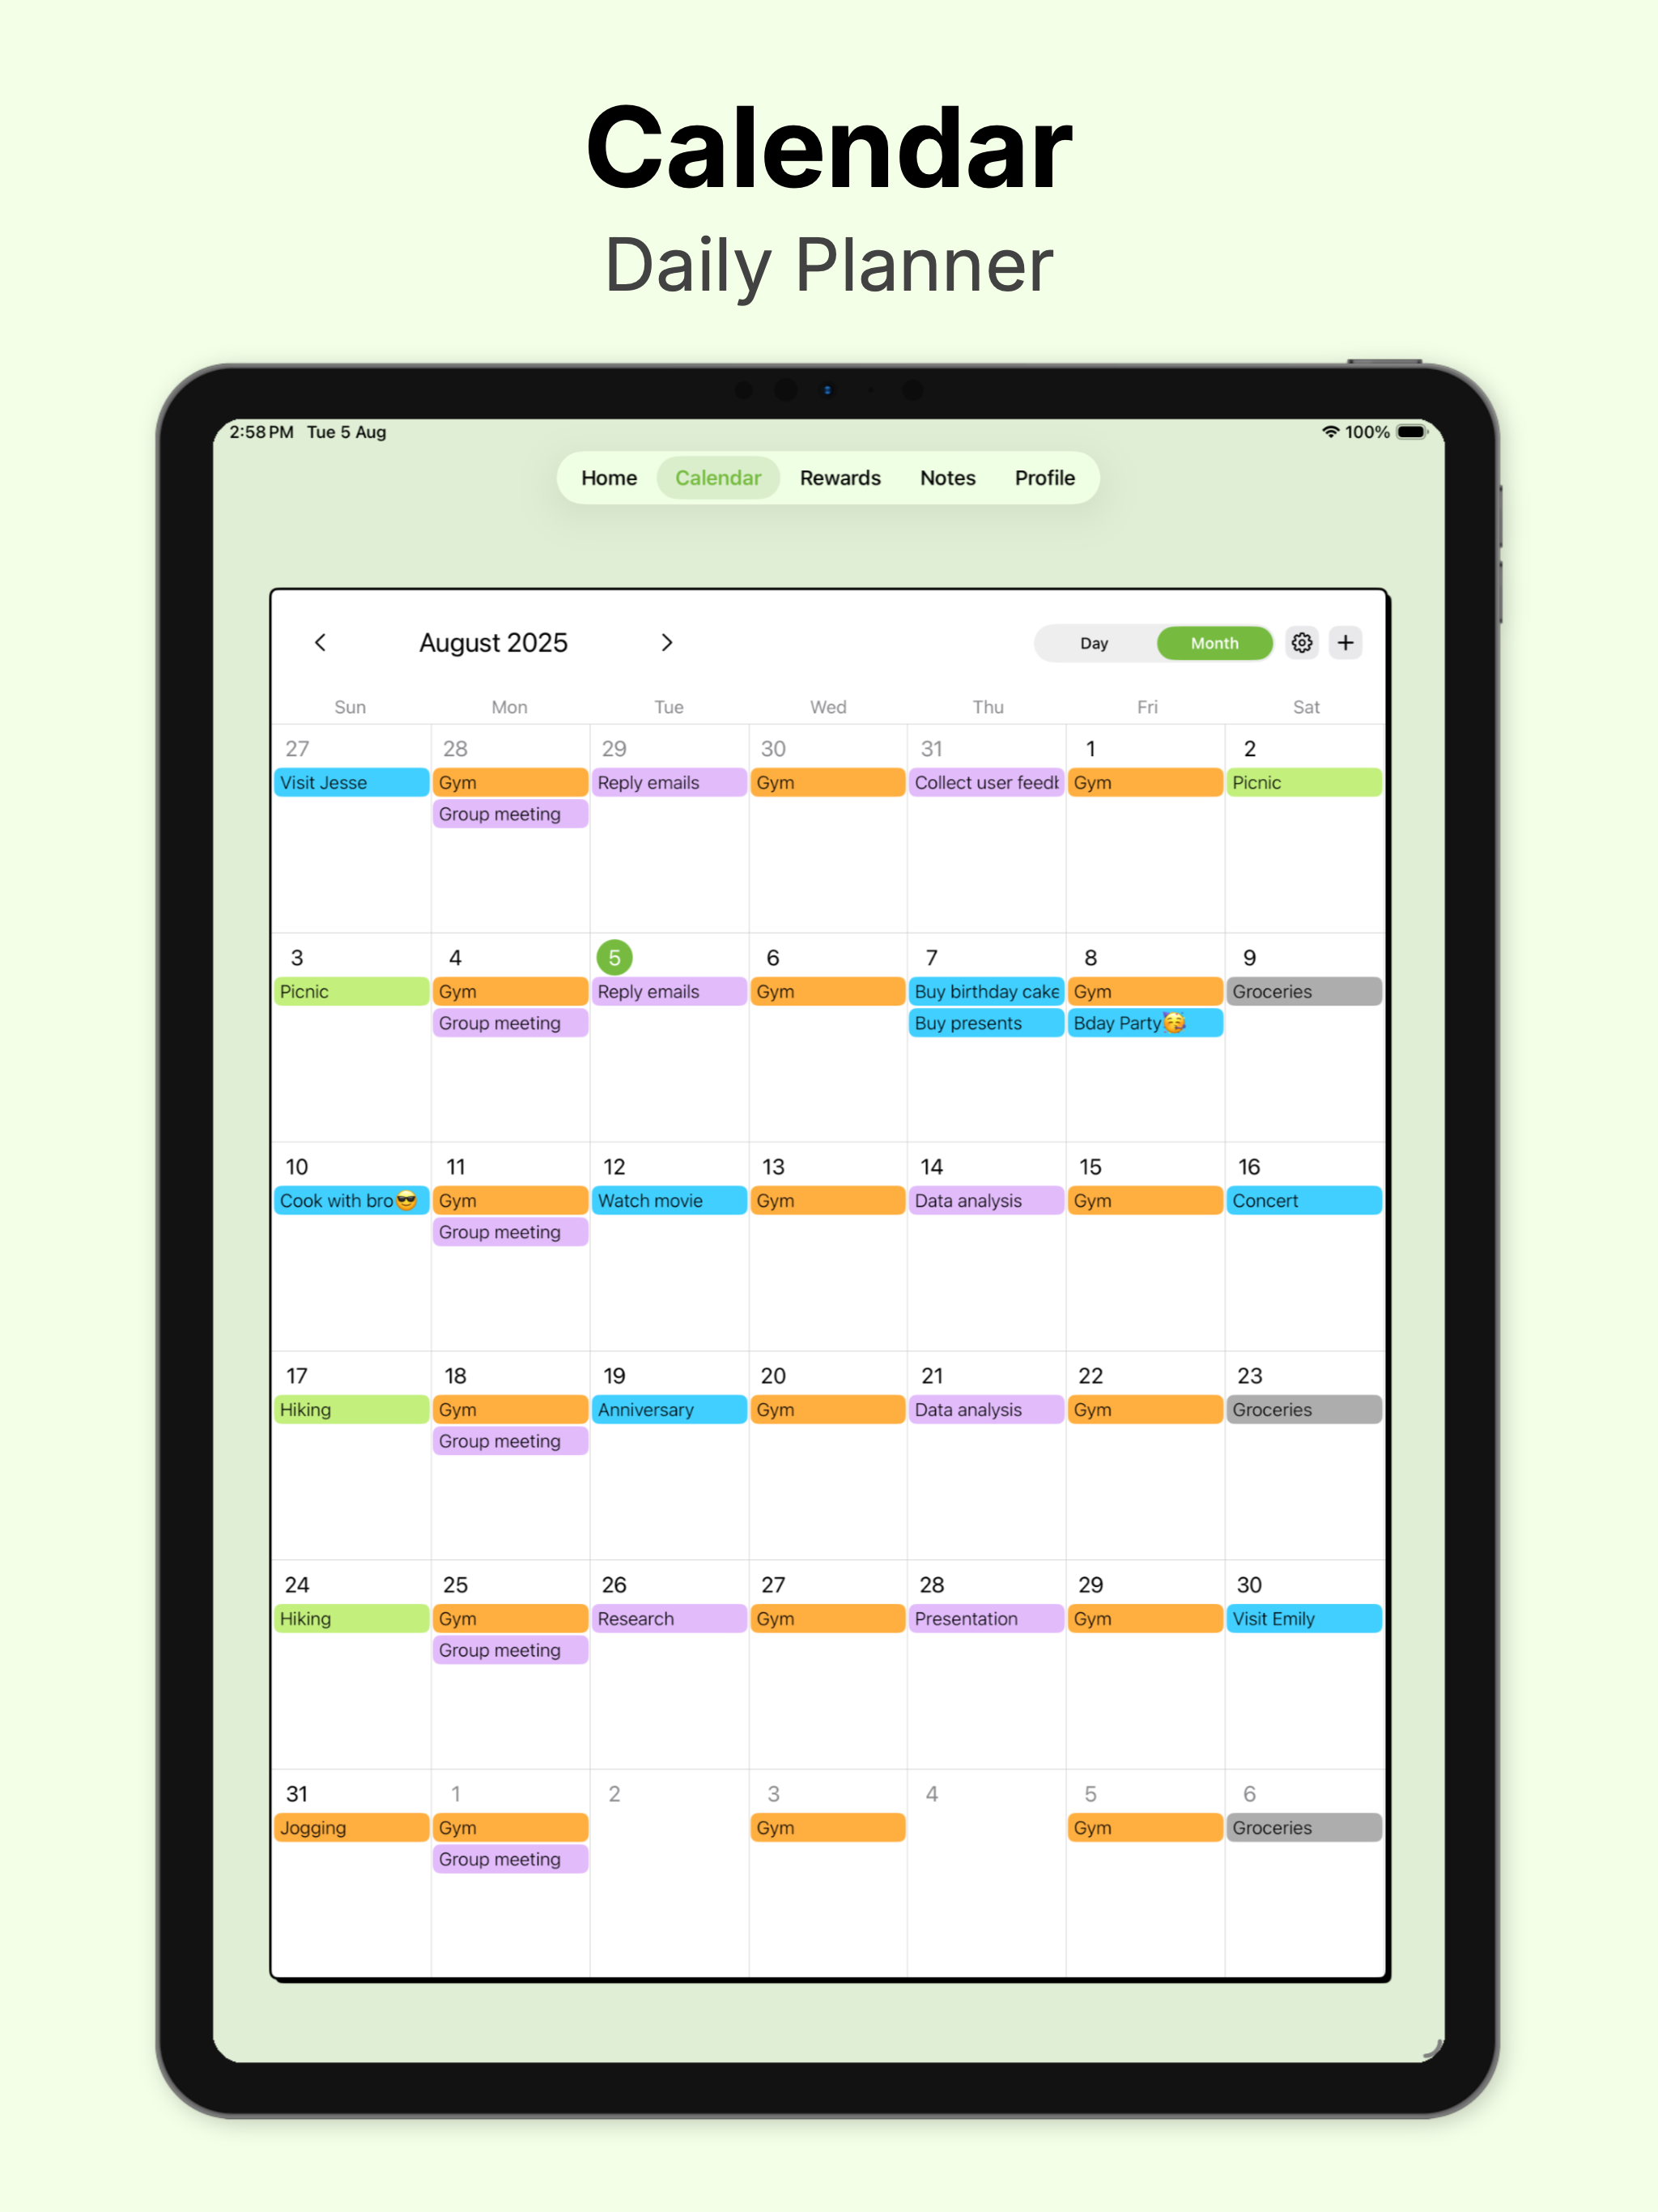 Calendar
Daily Planner
2:58 PM Tue 5 Aug 100%
Home Calendar Rewards Notes Profile
August 2025 Day Month
Sun Mon Tue Wed Thu Fri Sat
27 28 29 30 31 1 2
Visit Jesse Gym Reply emails Gym Collect user feedb Gym Picnic
Group meeting
3 4 5 6 7 8 9
Picnic Gym Reply emails Gym Buy birthday cake Gym Groceries
Group meeting Buy presents Bday Party🥳
10 11 12 13 14 15 16
Cook with bro😎 Gym Watch movie Gym Data analysis Gym Concert
Group meeting
17 18 19 20 21 22 23
Hiking Gym Anniversary Gym Data analysis Gym Groceries
Group meeting
24 25 26 27 28 29 30
Hiking Gym Research Gym Presentation Gym Visit Emily
Group meeting
31 1 2 3 4 5 6
Jogging Gym Gym Gym Groceries
Group meeting